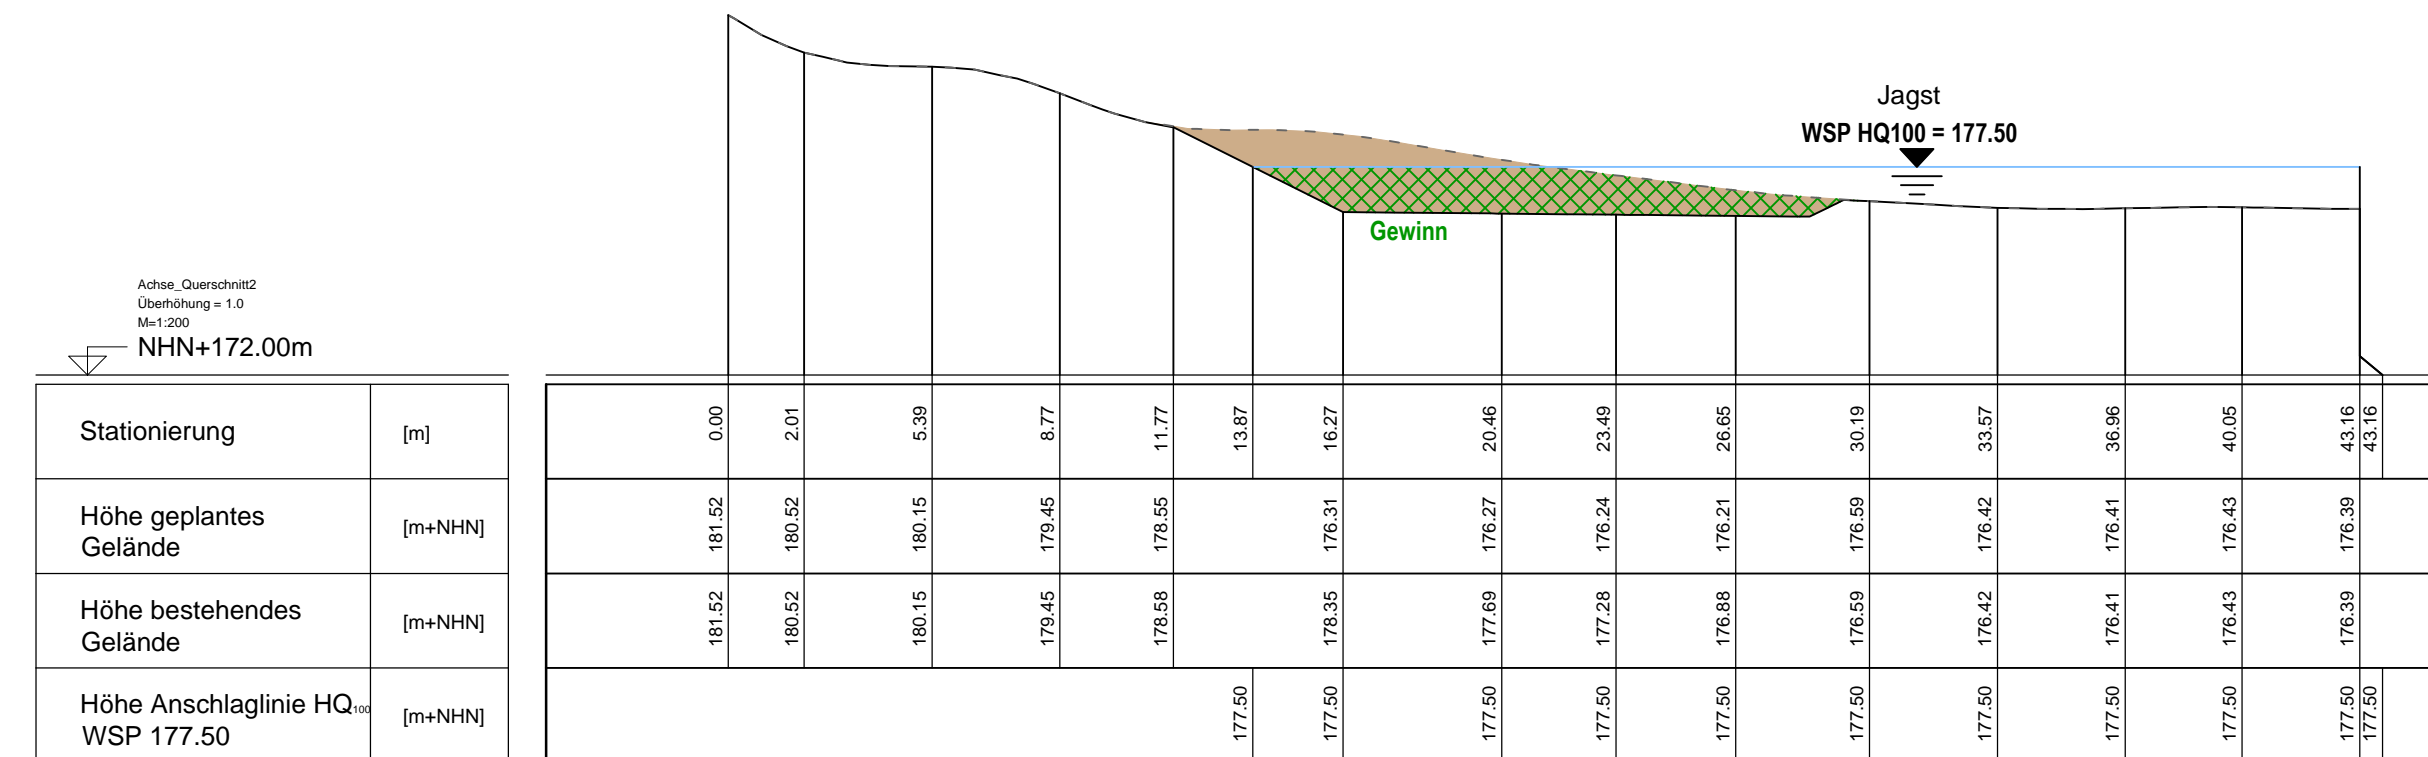 Jagst
WSP HQ100 = 177.50
Gewinn
Achse_Querschnitt2
Überhöhung = 1.0
M=1:200
NHN+172.00m
Stationierung [m] 0.00 2.01 5.39 8.77 11.77 13.87 16.27 20.46 23.49 26.65 30.19 33.57 36.96 40.05 43.16 43.16
Höhe geplantes
Gelände [m+NHN] 181.52 180.52 180.15 179.45 178.55 176.31 176.27 176.24 176.21 176.59 176.42 176.41 176.43 176.39
Höhe bestehendes
Gelände [m+NHN] 181.52 180.52 180.15 179.45 178.58 178.35 177.69 177.28 176.88 176.59 176.42 176.41 176.43 176.39
Höhe Anschlaglinie HQ100
WSP 177.50 [m+NHN] 177.50 177.50 177.50 177.50 177.50 177.50 177.50 177.50 177.50 177.50 177.50